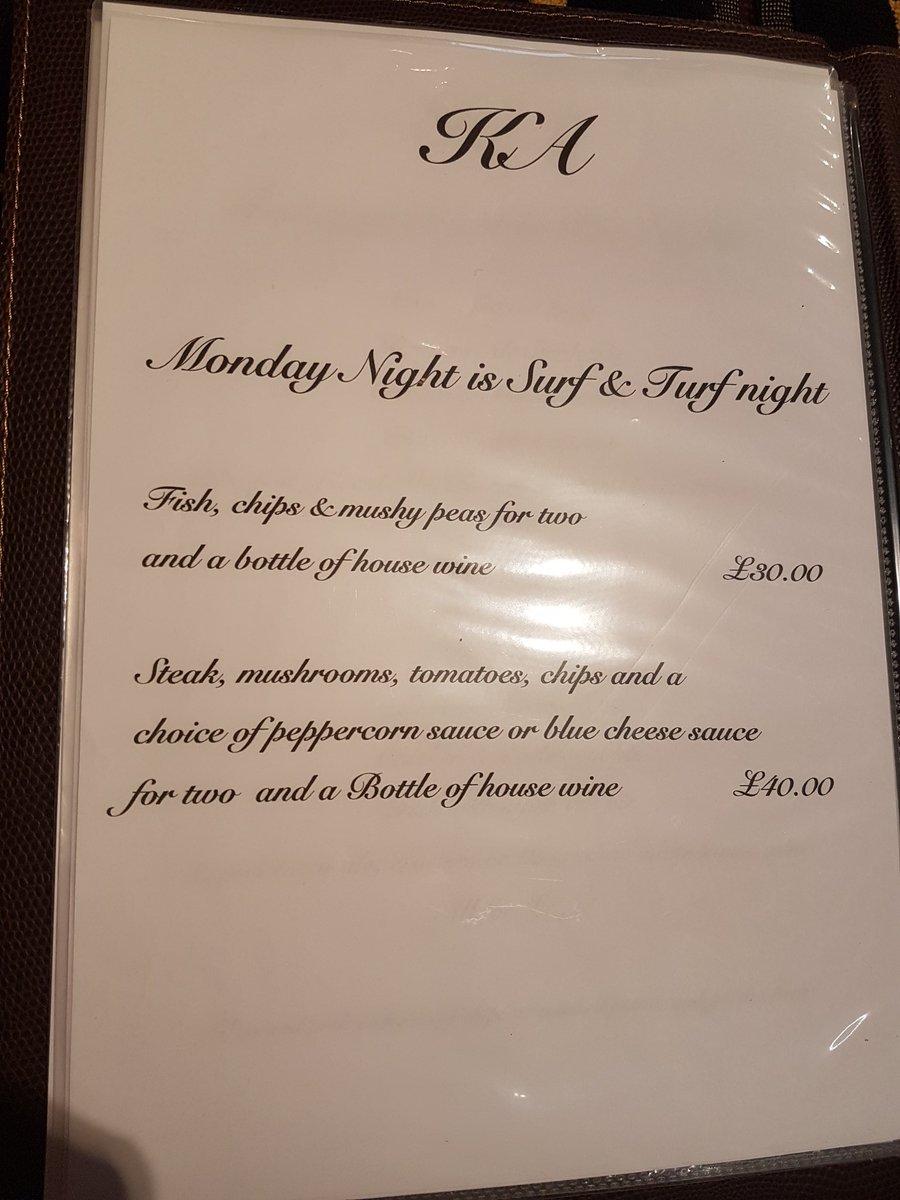 KA
Monday Night is Surf & Turf night
Fish, chips & mushy peas for two
and a bottle of house wine £30.00
Steak, mushrooms, tomatoes, chips and a
choice of peppercorn sauce or blue cheese sauce
for two and a Bottle of house wine £40.00